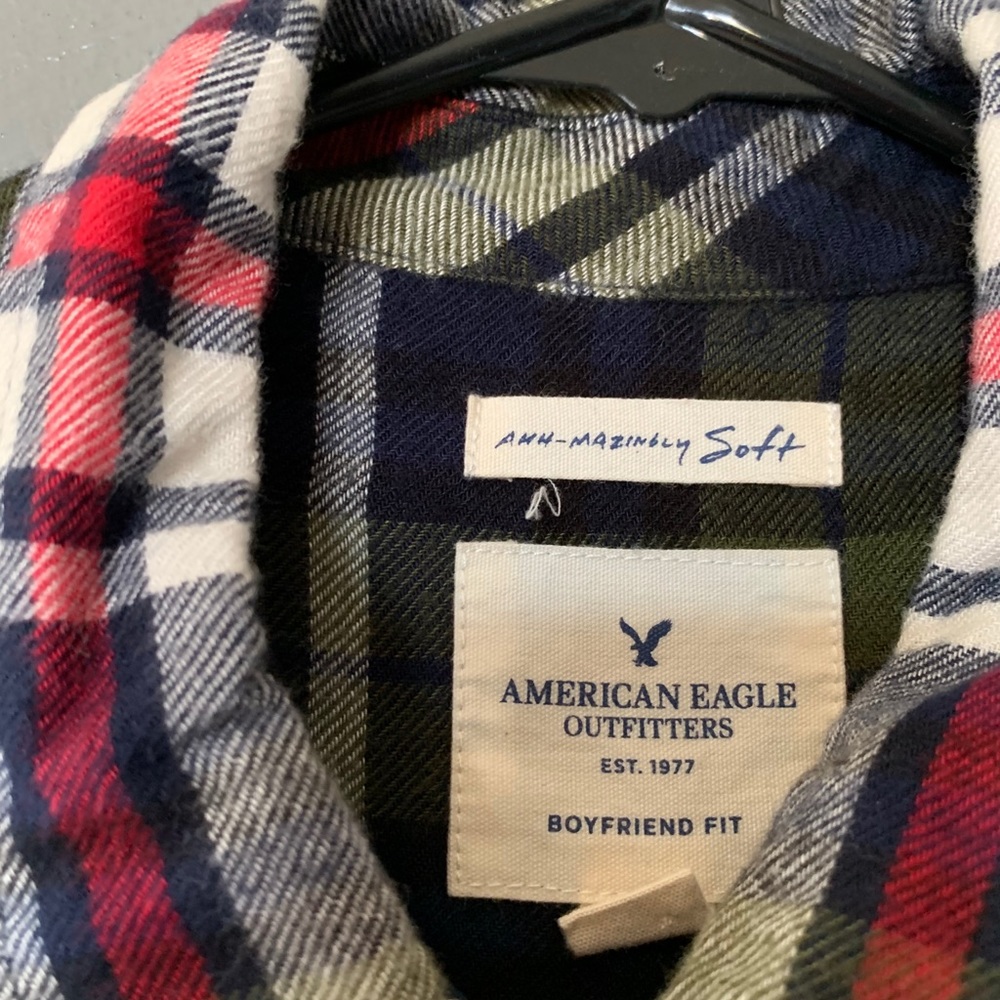 AHH-MAZINGLY Soft
AMERICAN EAGLE
OUTFITTERS
EST. 1977
BOYFRIEND FIT